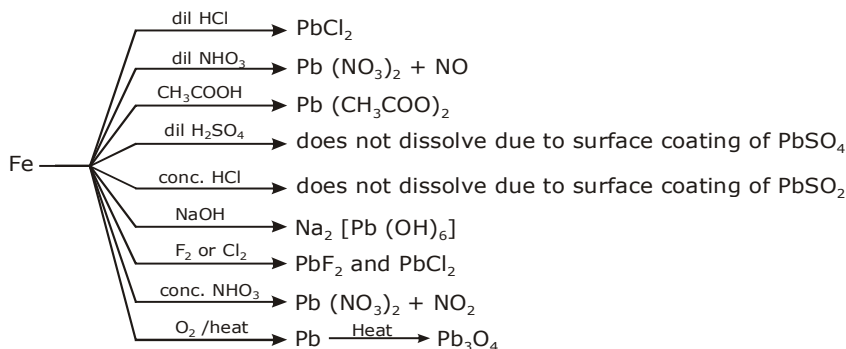 dil HCl PbCl₂
dil NHO₃ Pb (NO₃)₂ + NO
CH₃COOH Pb (CH₃COO)₂
dil H₂SO₄ does not dissolve due to surface coating of PbSO₄
Fe
conc. HCl does not dissolve due to surface coating of PbSO₂
NaOH Na₂ [Pb (OH)₆]
F₂ or Cl₂ PbF₂ and PbCl₂
conc. NHO₃ Pb (NO₃)₂ + NO₂
O₂ /heat Pb Heat Pb₃O₄